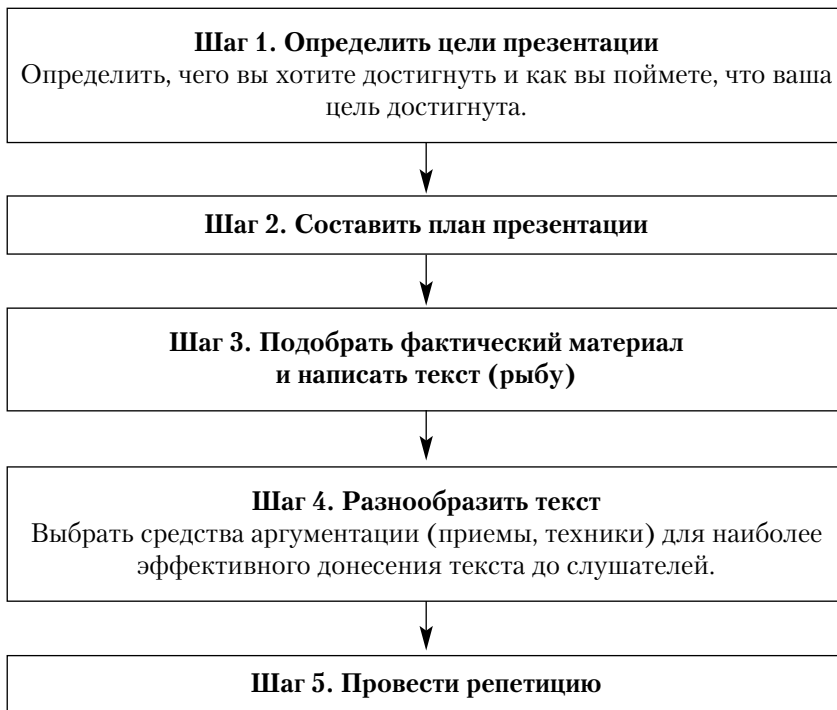 Шаг 1. Определить цели презентации
Определить, чего вы хотите достигнуть и как вы поймете, что ваша
цель достигнута.
Шаг 2. Составить план презентации
Шаг 3. Подобрать фактический материал
и написать текст (рыбу)
Шаг 4. Разнообразить текст
Выбрать средства аргументации (приемы, техники) для наиболее
эффективного донесения текста до слушателей.
Шаг 5. Провести репетицию